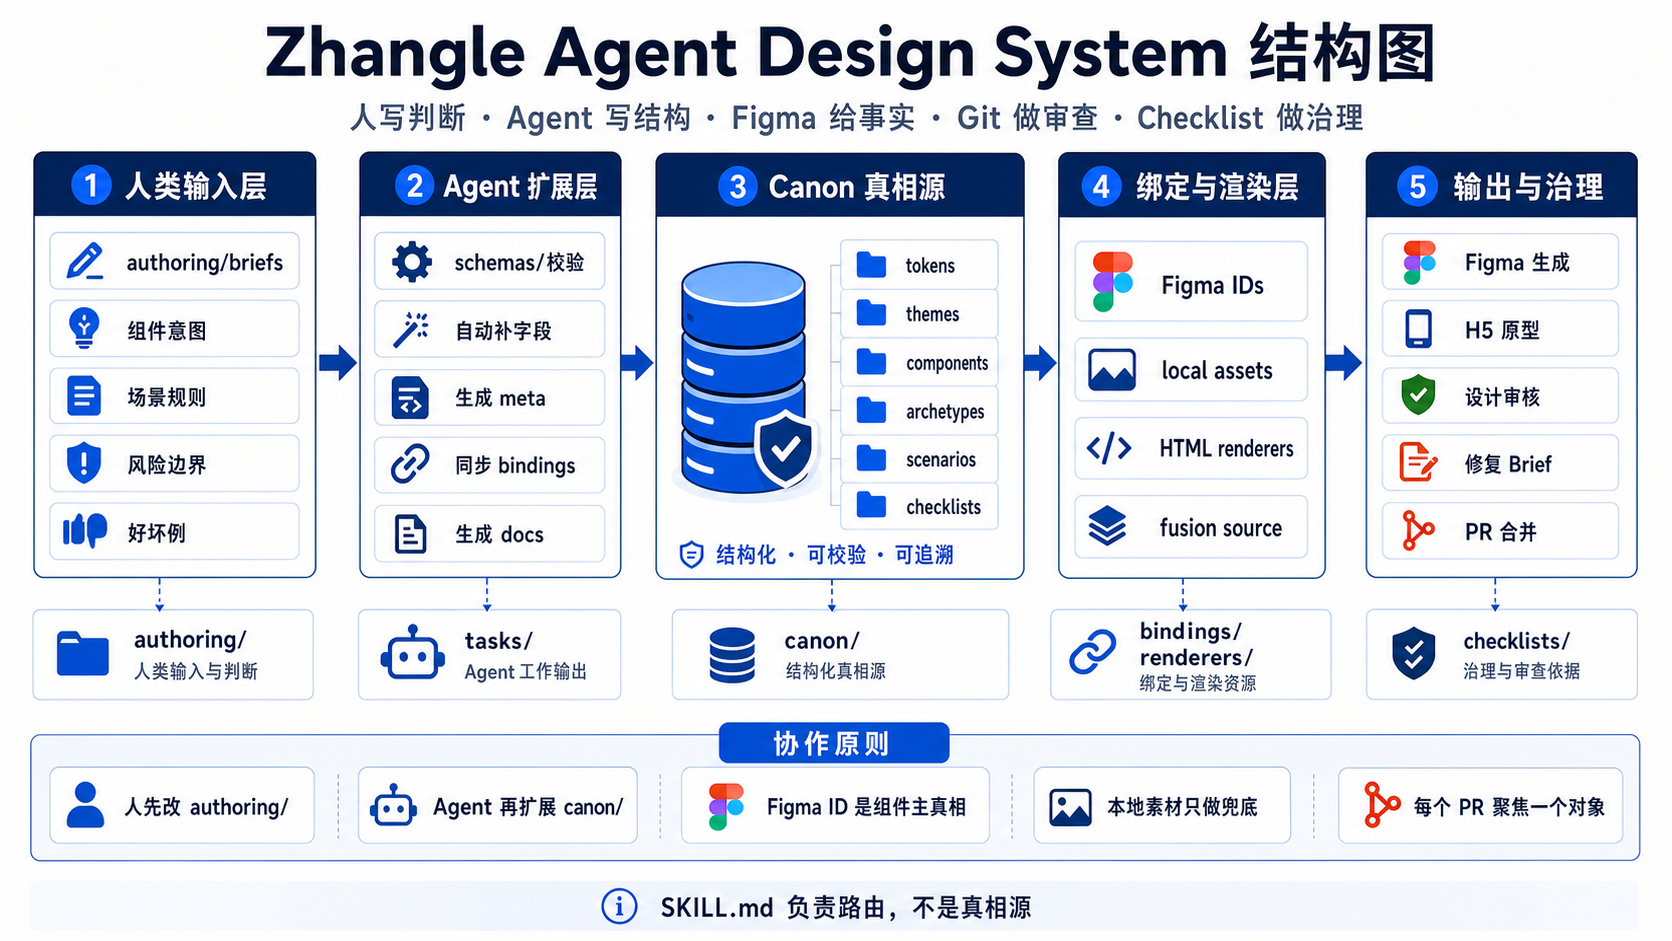 Zhangle Agent Design System 结构图
人写判断 • Agent 写结构 • Figma 给事实 • Git 做审查 • Checklist 做治理
1 人类输入层
authoring/briefs
组件意图
场景规则
风险边界
好坏例
2 Agent 扩展层
schemas/校验
自动补字段
生成 meta
同步 bindings
生成 docs
3 Canon 真相源
tokens
themes
components
archetypes
scenarios
checklists
结构化 • 可校验 • 可追溯
4 绑定与渲染层
Figma IDs
local assets
HTML renderers
fusion source
5 输出与治理
Figma 生成
H5 原型
设计审核
修复 Brief
PR 合并
authoring/
人类输入与判断
tasks/
Agent 工作输出
canon/
结构化真相源
bindings/
renderers/
绑定与渲染资源
checklists/
治理与审查依据
协作原则
人先改 authoring/
Agent 再扩展 canon/
Figma ID 是组件主真相
本地素材只做兜底
每个 PR 聚焦一个对象
SKILL.md 负责路由，不是真相源